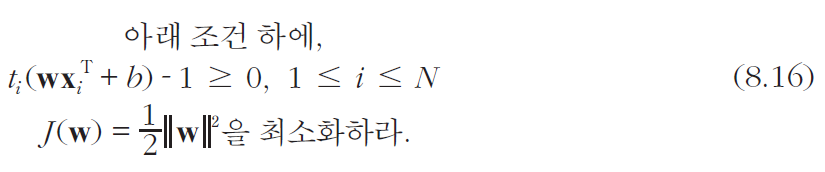 아래 조건 하에,
tᵢ(wxᵢᵀ + b) - 1 ≥ 0, 1 ≤ i ≤ N (8.16)
J(w) = 1/2‖w‖²을 최소화하라.